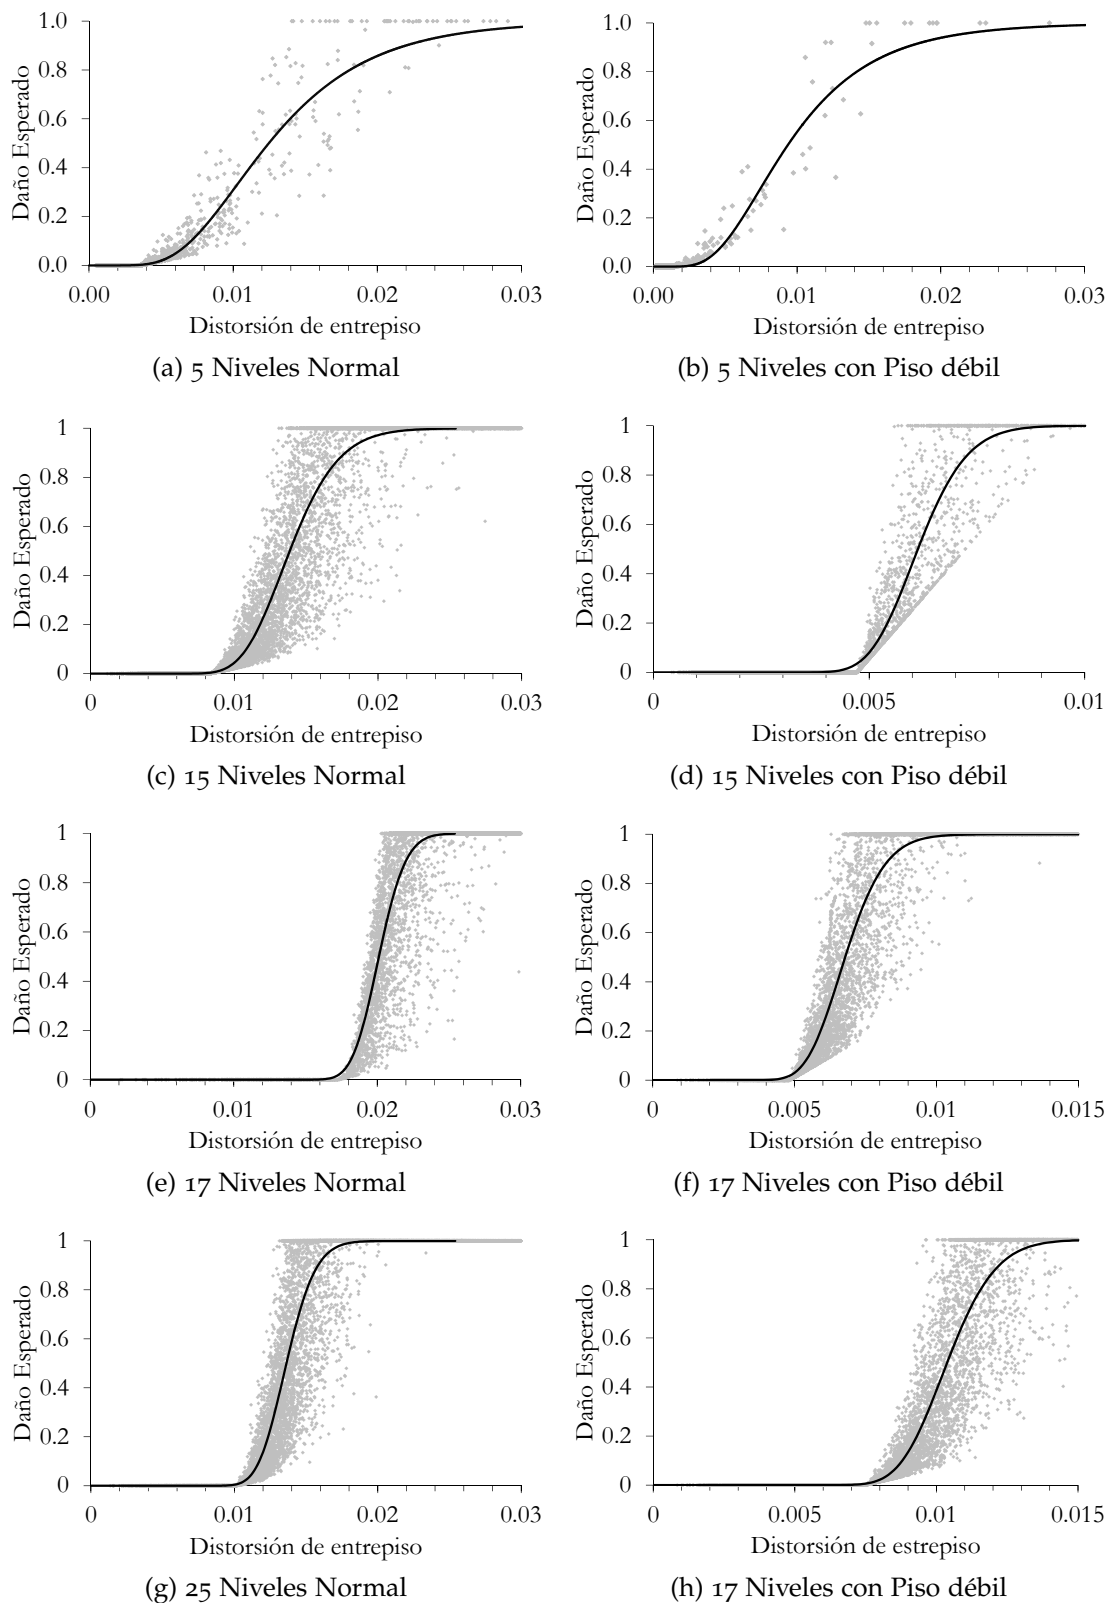 1.0
0.8
0.6
0.4
0.2
0.0
Daño Esperado
0.00 0.01 0.02 0.03
Distorsión de entrepiso
(a) 5 Niveles Normal
1.0
0.8
0.6
0.4
0.2
0.0
Daño Esperado
0.00 0.01 0.02 0.03
Distorsión de entrepiso
(b) 5 Niveles con Piso débil
1
0.8
0.6
0.4
0.2
0
Daño Esperado
0 0.01 0.02 0.03
Distorsión de entrepiso
(c) 15 Niveles Normal
1
0.8
0.6
0.4
0.2
0
Daño Esperado
0 0.005 0.01
Distorsión de entrepiso
(d) 15 Niveles con Piso débil
1
0.8
0.6
0.4
0.2
0
Daño Esperado
0 0.01 0.02 0.03
Distorsión de entrepiso
(e) 17 Niveles Normal
1
0.8
0.6
0.4
0.2
0
Daño Esperado
0 0.005 0.01 0.015
Distorsión de entrepiso
(f) 17 Niveles con Piso débil
1
0.8
0.6
0.4
0.2
0
Daño Esperado
0 0.01 0.02 0.03
Distorsión de entrepiso
(g) 25 Niveles Normal
1
0.8
0.6
0.4
0.2
0
Daño Esperado
0 0.005 0.01 0.015
Distorsión de estrepiso
(h) 17 Niveles con Piso débil